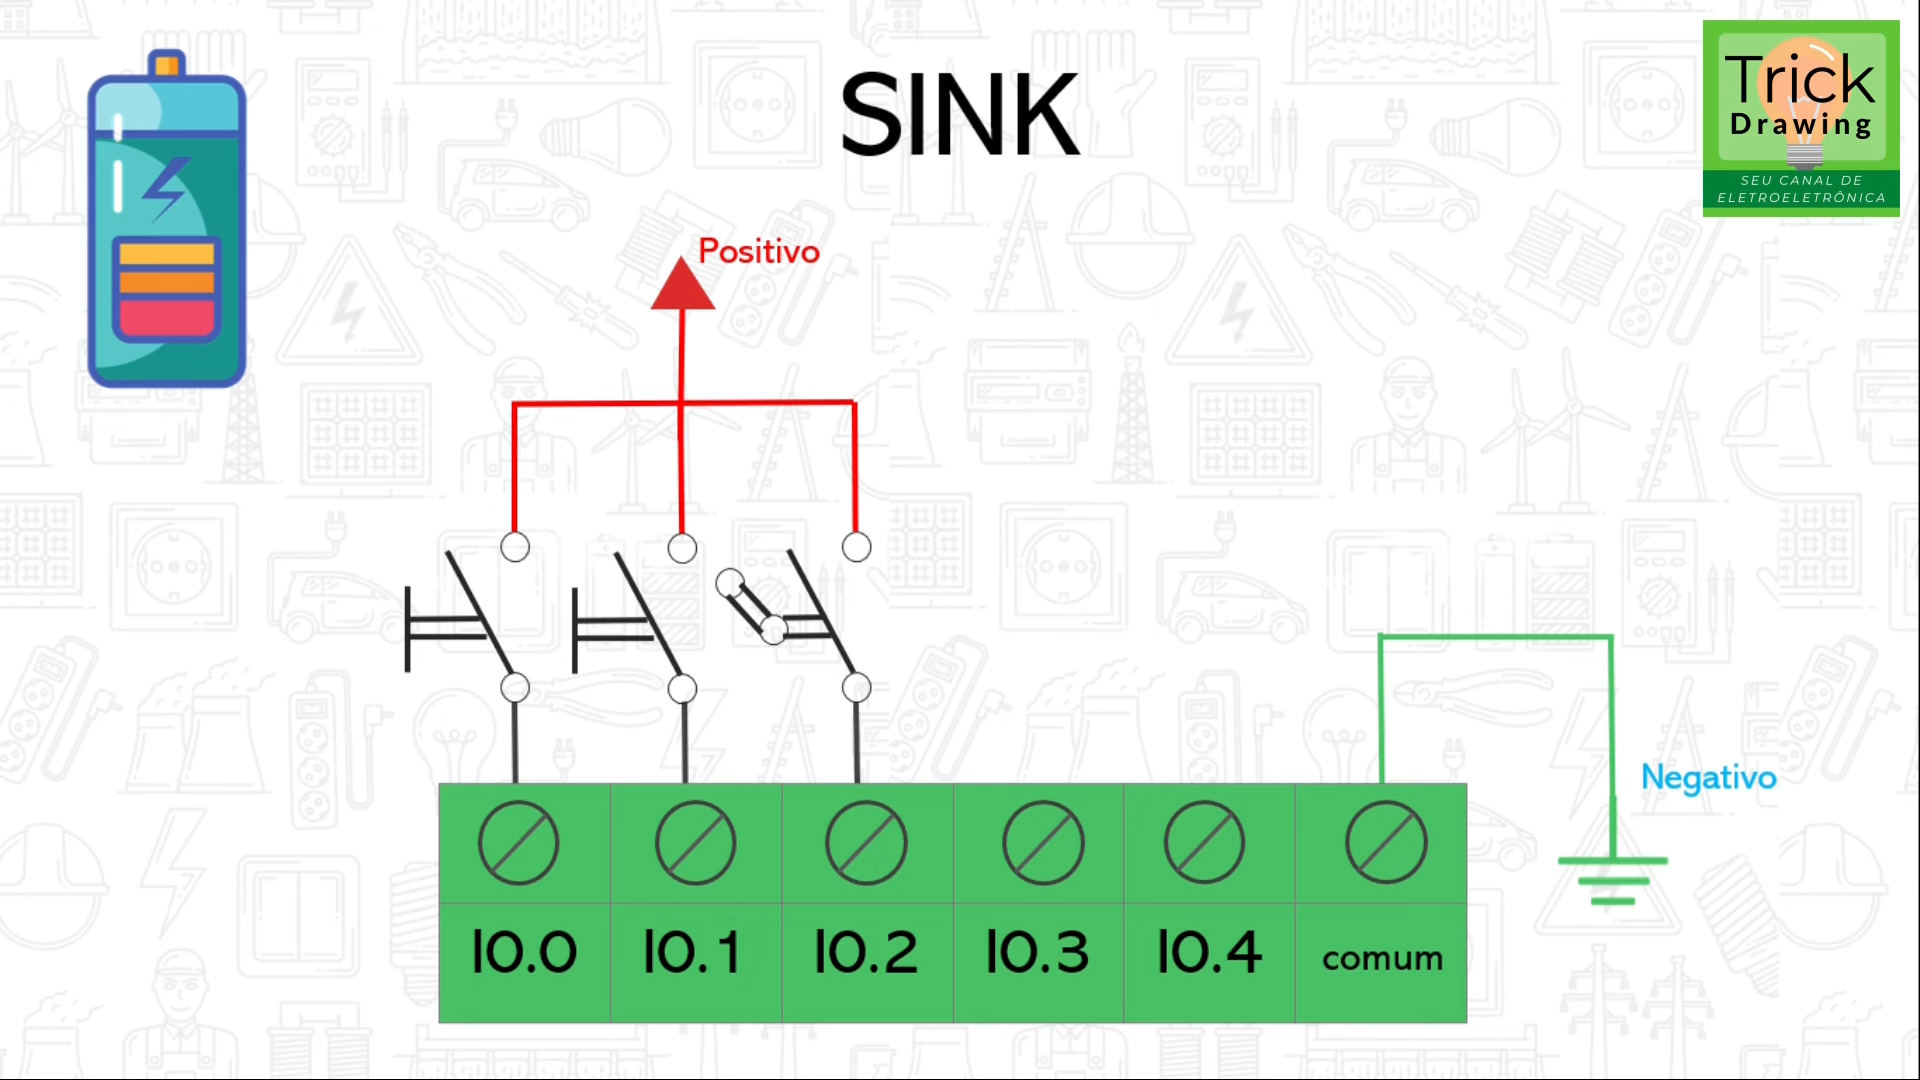 SINK
Trick
Drawing
SEU CANAL DE
ELETROELETRÔNICA
Positivo
Negativo
I0.0 I0.1 I0.2 I0.3 I0.4 comum